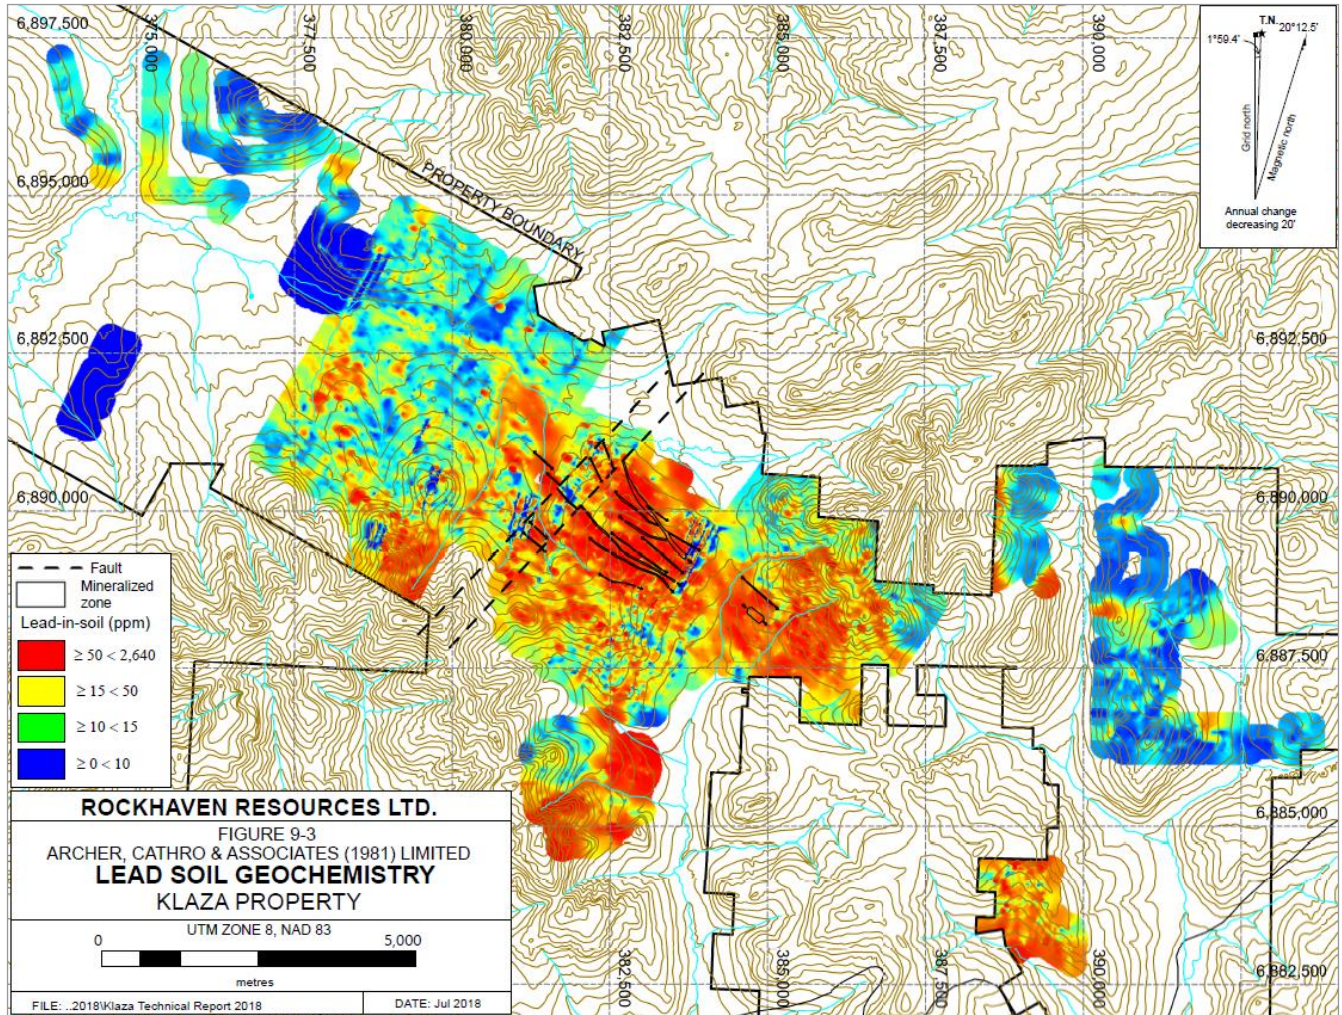 6,897,500
375,000
377,500
380,000
382,500
385,000
387,500
390,000
T.N.
20°12.5'
1°59.4'
Grid north
Magnetic north
Annual change
decreasing 20'
6,895,000
PROPERTY BOUNDARY
6,892,500
6,892,500
6,890,000
6,890,000
Fault
Mineralized
zone
Lead-in-soil (ppm)
≥ 50 < 2,640
≥ 15 < 50
≥ 10 < 15
≥ 0 < 10
6,887,500
6,885,000
6,882,500
382,500
385,000
387,500
390,000
ROCKHAVEN RESOURCES LTD.
FIGURE 9-3
ARCHER, CATHRO & ASSOCIATES (1981) LIMITED
LEAD SOIL GEOCHEMISTRY
KLAZA PROPERTY
UTM ZONE 8, NAD 83
0 5,000
metres
FILE: ..2018\Klaza Technical Report 2018
DATE: Jul 2018